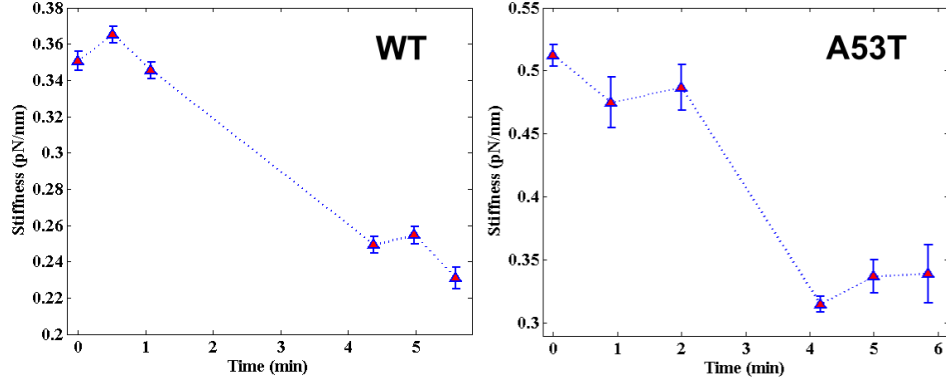 WT
Stiffness (pN/nm)
0.38
0.36
0.34
0.32
0.3
0.28
0.26
0.24
0.22
0.2
0 1 2 3 4 5
Time (min)
A53T
Stiffness (pN/nm)
0.55
0.5
0.45
0.4
0.35
0.3
0 1 2 3 4 5 6
Time (min)